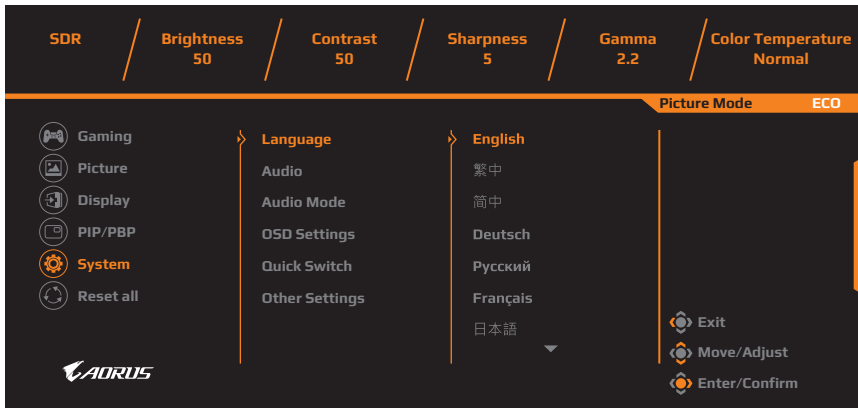 SDR Brightness Contrast Sharpness Gamma Color Temperature
50 50 5 2.2 Normal
Picture Mode ECO
Gaming
Picture
Display
PIP/PBP
System
Reset all
Language
Audio
Audio Mode
OSD Settings
Quick Switch
Other Settings
English
繁中
简中
Deutsch
Русский
Français
日本語
Exit
Move/Adjust
Enter/Confirm
AORUS